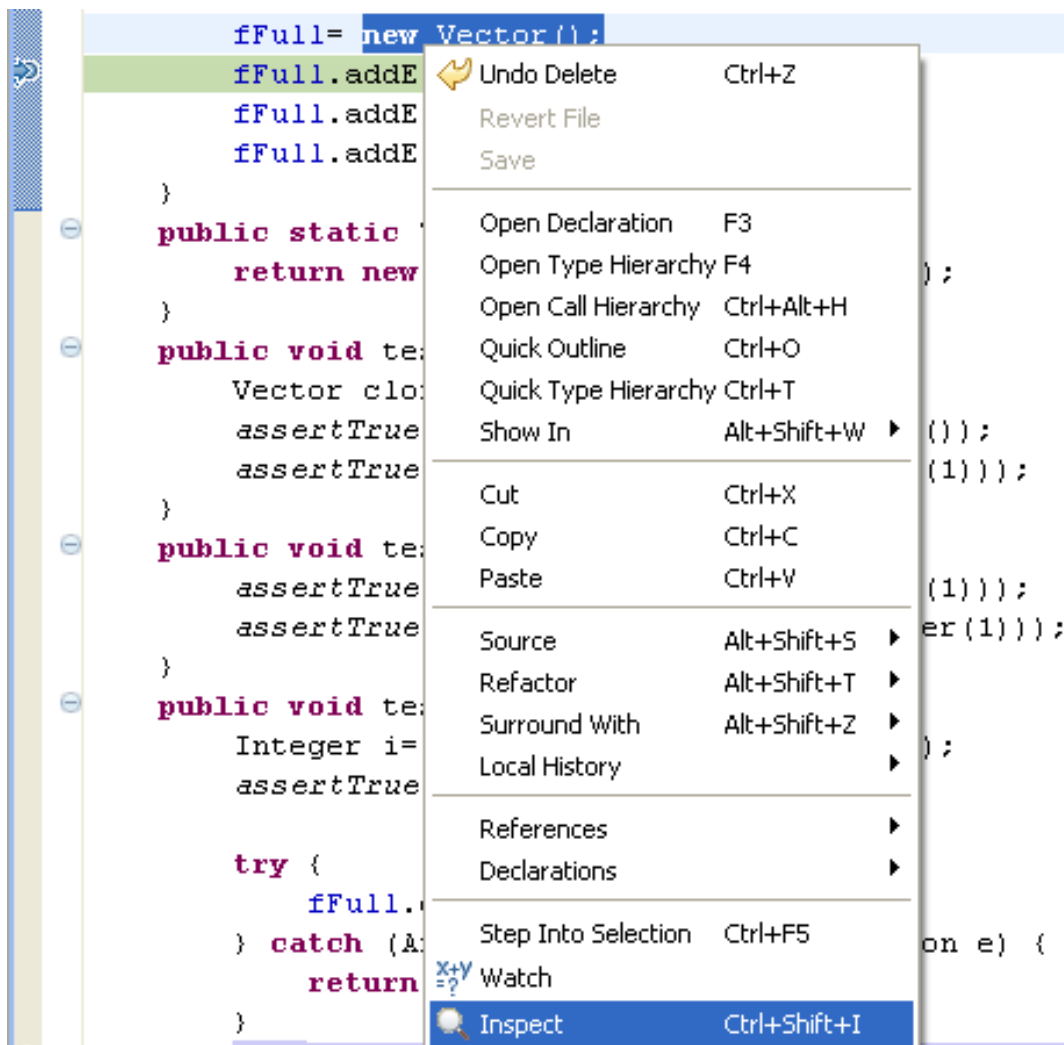 fFull= new Vector();
fFull.addE
fFull.addE
fFull.addE
}
public static
return new );
}
public void te
Vector clo
assertTrue ());
assertTrue (1)));
}
public void te
assertTrue (1)));
assertTrue er(1)));
}
public void te
Integer i= );
assertTrue
try {
fFull.
} catch (A on e) {
return
}
Undo Delete Ctrl+Z
Revert File
Save
Open Declaration F3
Open Type Hierarchy F4
Open Call Hierarchy Ctrl+Alt+H
Quick Outline Ctrl+O
Quick Type Hierarchy Ctrl+T
Show In Alt+Shift+W
Cut Ctrl+X
Copy Ctrl+C
Paste Ctrl+V
Source Alt+Shift+S
Refactor Alt+Shift+T
Surround With Alt+Shift+Z
Local History
References
Declarations
Step Into Selection Ctrl+F5
x+y
=?
Watch
Inspect Ctrl+Shift+I